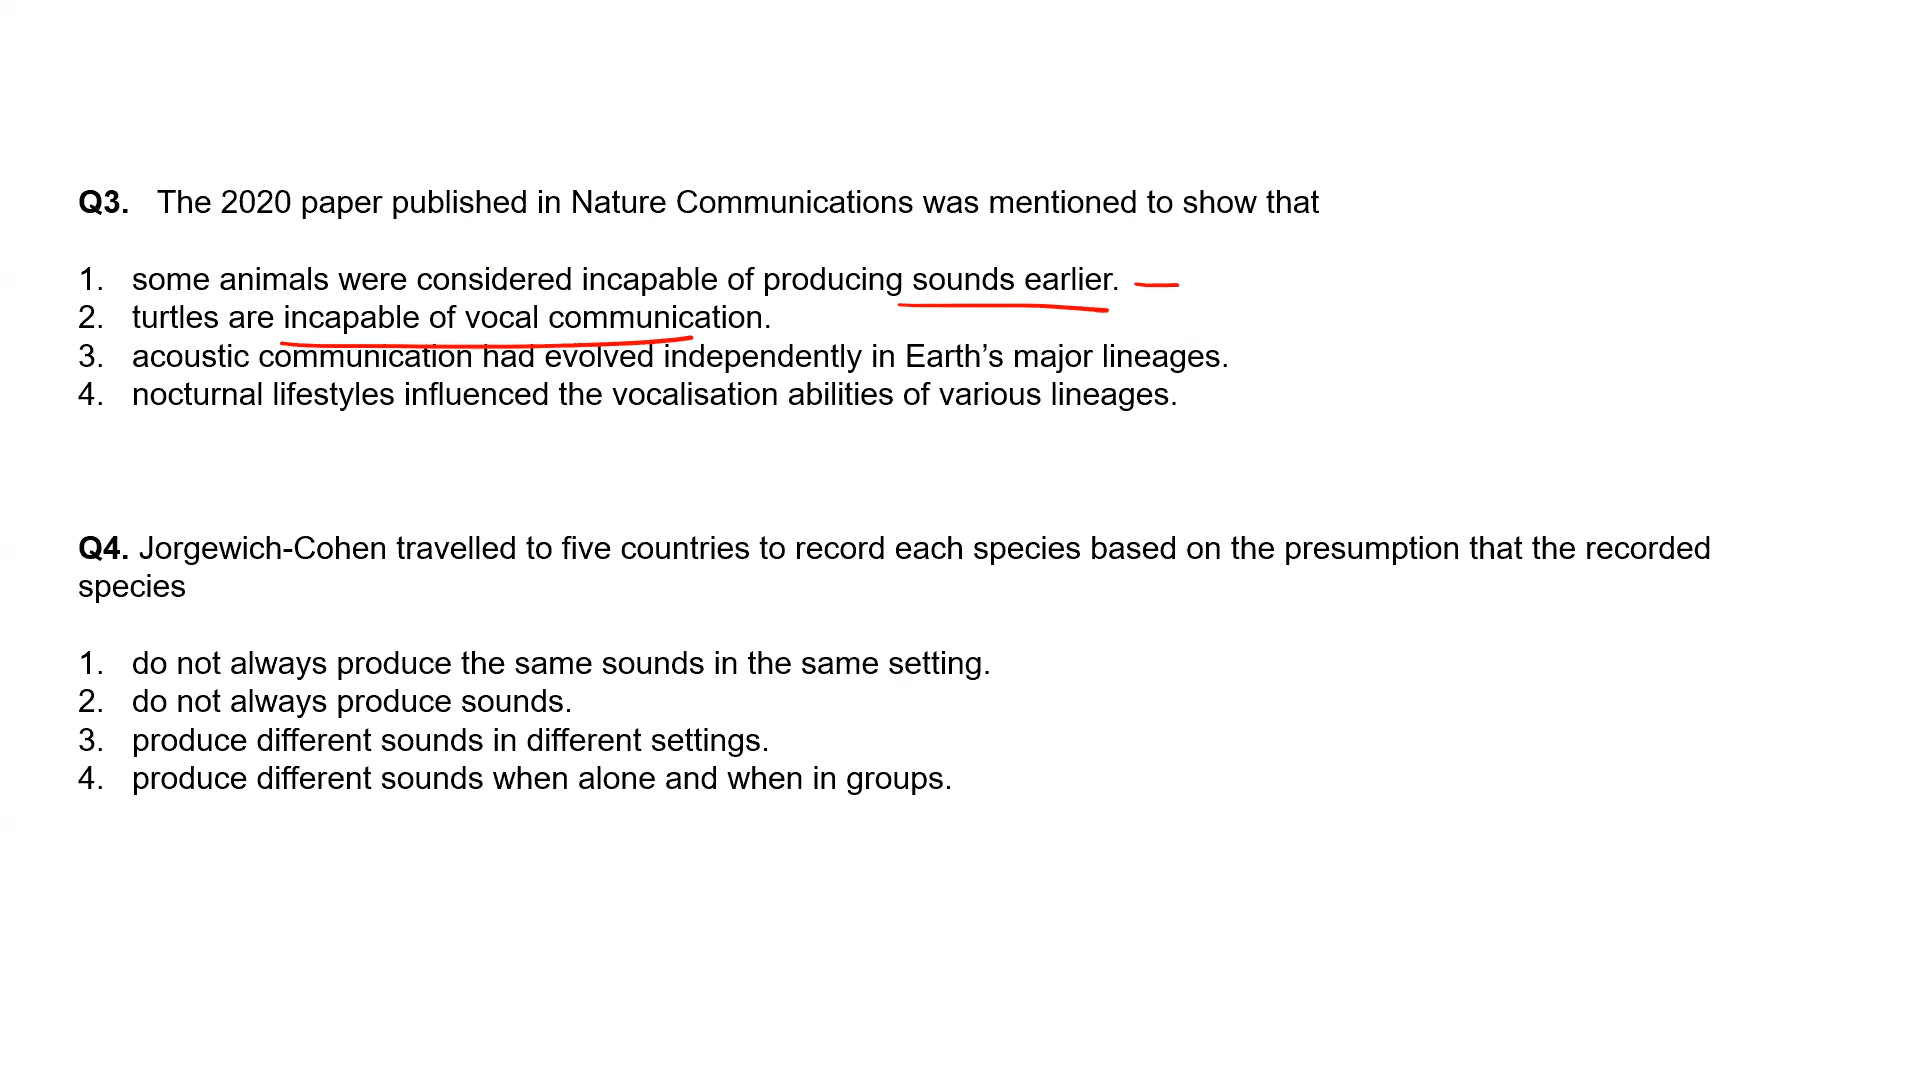 Q3. The 2020 paper published in Nature Communications was mentioned to show that
1. some animals were considered incapable of producing sounds earlier.
2. turtles are incapable of vocal communication.
3. acoustic communication had evolved independently in Earth’s major lineages.
4. nocturnal lifestyles influenced the vocalisation abilities of various lineages.
Q4. Jorgewich-Cohen travelled to five countries to record each species based on the presumption that the recorded
species
1. do not always produce the same sounds in the same setting.
2. do not always produce sounds.
3. produce different sounds in different settings.
4. produce different sounds when alone and when in groups.